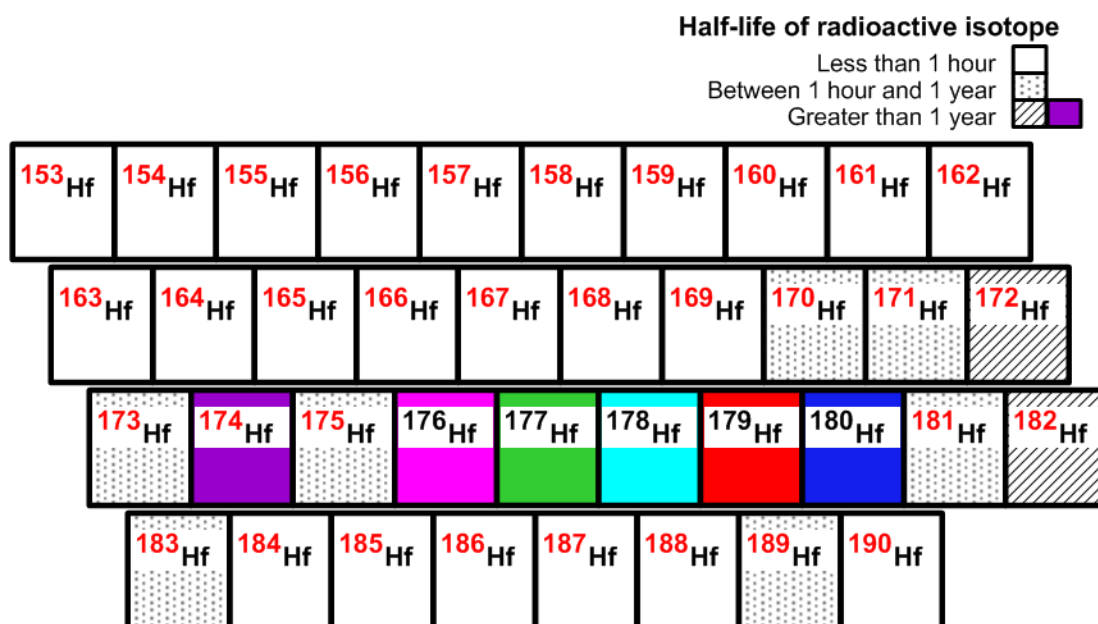 Half-life of radioactive isotope
Less than 1 hour
Between 1 hour and 1 year
Greater than 1 year
153Hf 154Hf 155Hf 156Hf 157Hf 158Hf 159Hf 160Hf 161Hf 162Hf
163Hf 164Hf 165Hf 166Hf 167Hf 168Hf 169Hf 170Hf 171Hf 172Hf
173Hf 174Hf 175Hf 176Hf 177Hf 178Hf 179Hf 180Hf 181Hf 182Hf
183Hf 184Hf 185Hf 186Hf 187Hf 188Hf 189Hf 190Hf